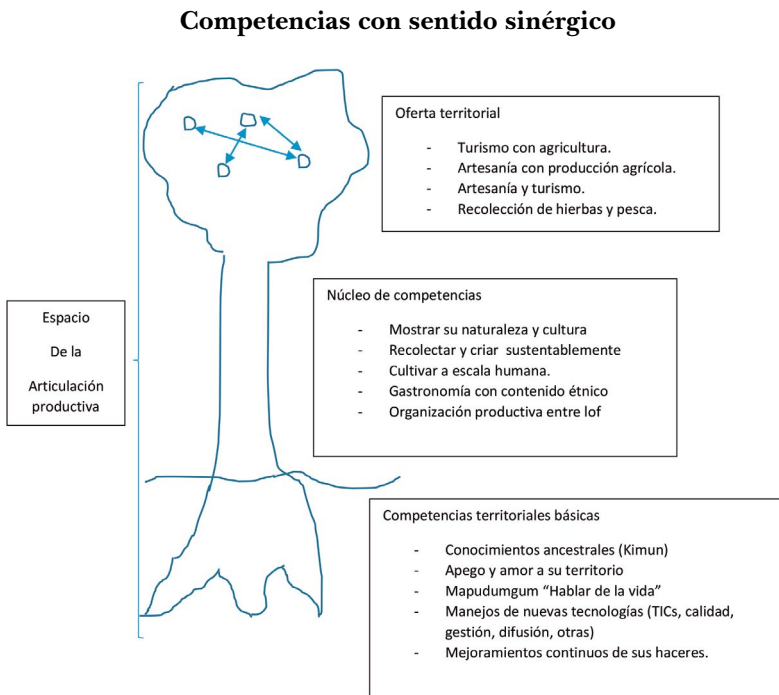 Competencias con sentido sinérgico
Oferta territorial
- Turismo con agricultura.
- Artesanía con producción agrícola.
- Artesanía y turismo.
- Recolección de hierbas y pesca.
Núcleo de competencias
- Mostrar su naturaleza y cultura
- Recolectar y criar sustentablemente
- Cultivar a escala humana.
- Gastronomía con contenido étnico
- Organización productiva entre lof
Espacio
De la
Articulación
productiva
Competencias territoriales básicas
- Conocimientos ancestrales (Kimun)
- Apego y amor a su territorio
- Mapudumgum “Hablar de la vida”
- Manejos de nuevas tecnologías (TICs, calidad,
gestión, difusión, otras)
- Mejoramientos continuos de sus haceres.